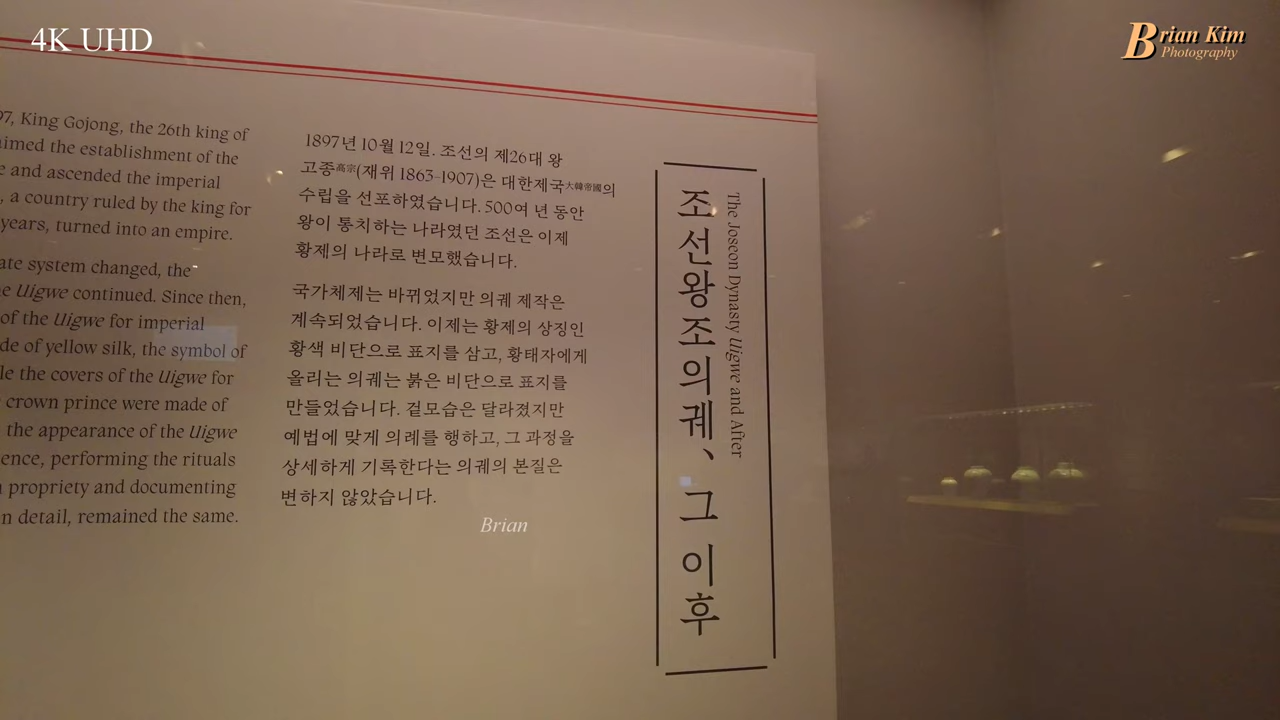 4K UHD
Brian Kim
Photography
97, King Gojong, the 26th king of
aimed the establishment of the
e and ascended the imperial
, a country ruled by the king for
years, turned into an empire.
ate system changed, the
e Uigwe continued. Since then,
of the Uigwe for imperial
de of yellow silk, the symbol of
le the covers of the Uigwe for
crown prince were made of
the appearance of the Uigwe
ence, performing the rituals
n propriety and documenting
n detail, remained the same.
1897년 10월 12일. 조선의 제26대 왕
고종高宗(재위 1863-1907)은 대한제국大韓帝國의
수립을 선포하였습니다. 500여 년 동안
왕이 통치하는 나라였던 조선은 이제
황제의 나라로 변모했습니다.
국가체제는 바뀌었지만 의궤 제작은
계속되었습니다. 이제는 황제의 상징인
황색 비단으로 표지를 삼고, 황태자에게
올리는 의궤는 붉은 비단으로 표지를
만들었습니다. 겉모습은 달라졌지만
예법에 맞게 의례를 행하고, 그 과정을
상세하게 기록한다는 의궤의 본질은
변하지 않았습니다.
Brian
조선왕조의궤、그 이후
The Joseon Dynasty Uigwe and After